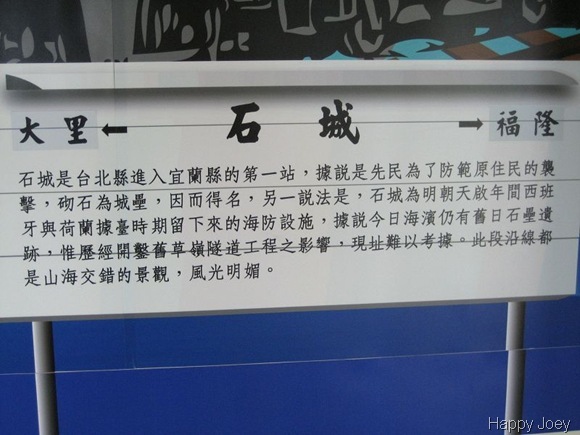 大里 ← 石城 → 福隆
石城是台北縣進入宜蘭縣的第一站，據說是先民為了防範原住民的襲
擊，砌石為城壘，因而得名，另一說法是，石城為明朝天啟年間西班
牙與荷蘭據臺時期留下來的海防設施，據說今日海濱仍有舊日石壘遺
跡，惟歷經開鑿舊草嶺隧道工程之影響，現址難以考據。此段沿線都
是山海交錯的景觀，風光明媚。
Happy Joey